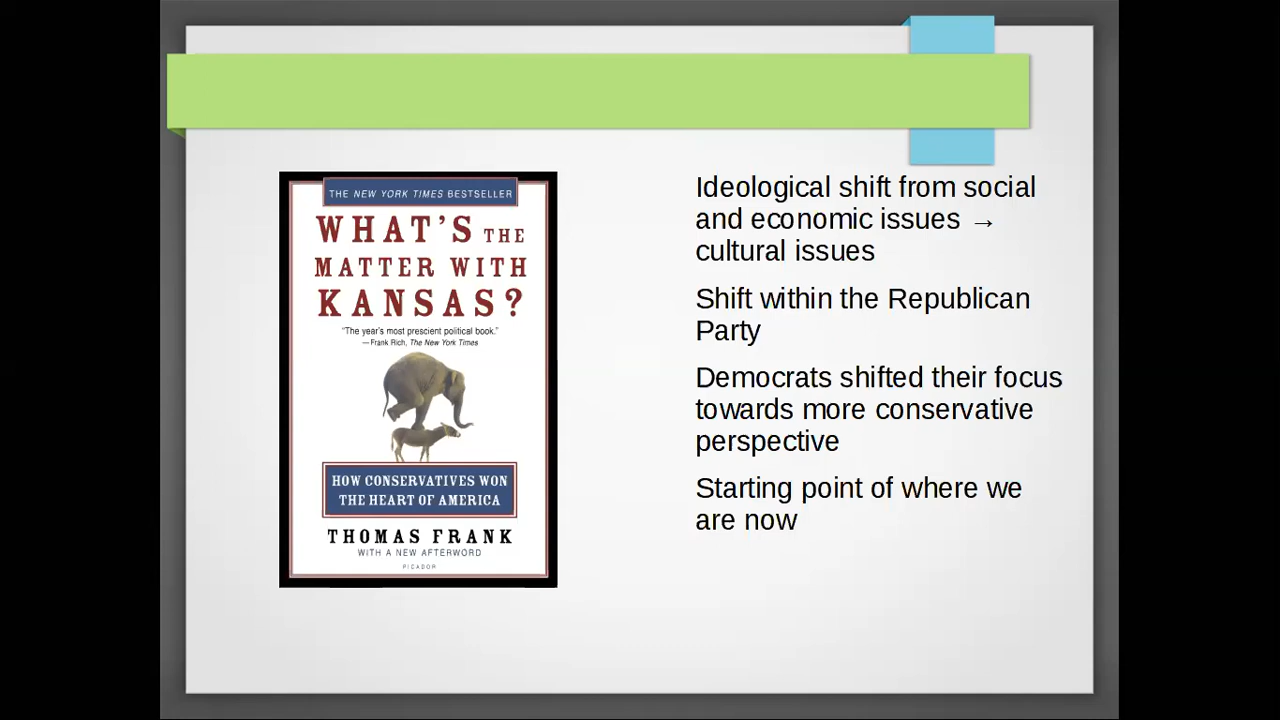 THE NEW YORK TIMES BESTSELLER
WHAT'S THE
MATTER WITH
KANSAS?
"The year's most prescient political book."
—Frank Rich, The New York Times
HOW CONSERVATIVES WON
THE HEART OF AMERICA
THOMAS FRANK
WITH A NEW AFTERWORD
PICADOR
Ideological shift from social
and economic issues →
cultural issues
Shift within the Republican
Party
Democrats shifted their focus
towards more conservative
perspective
Starting point of where we
are now